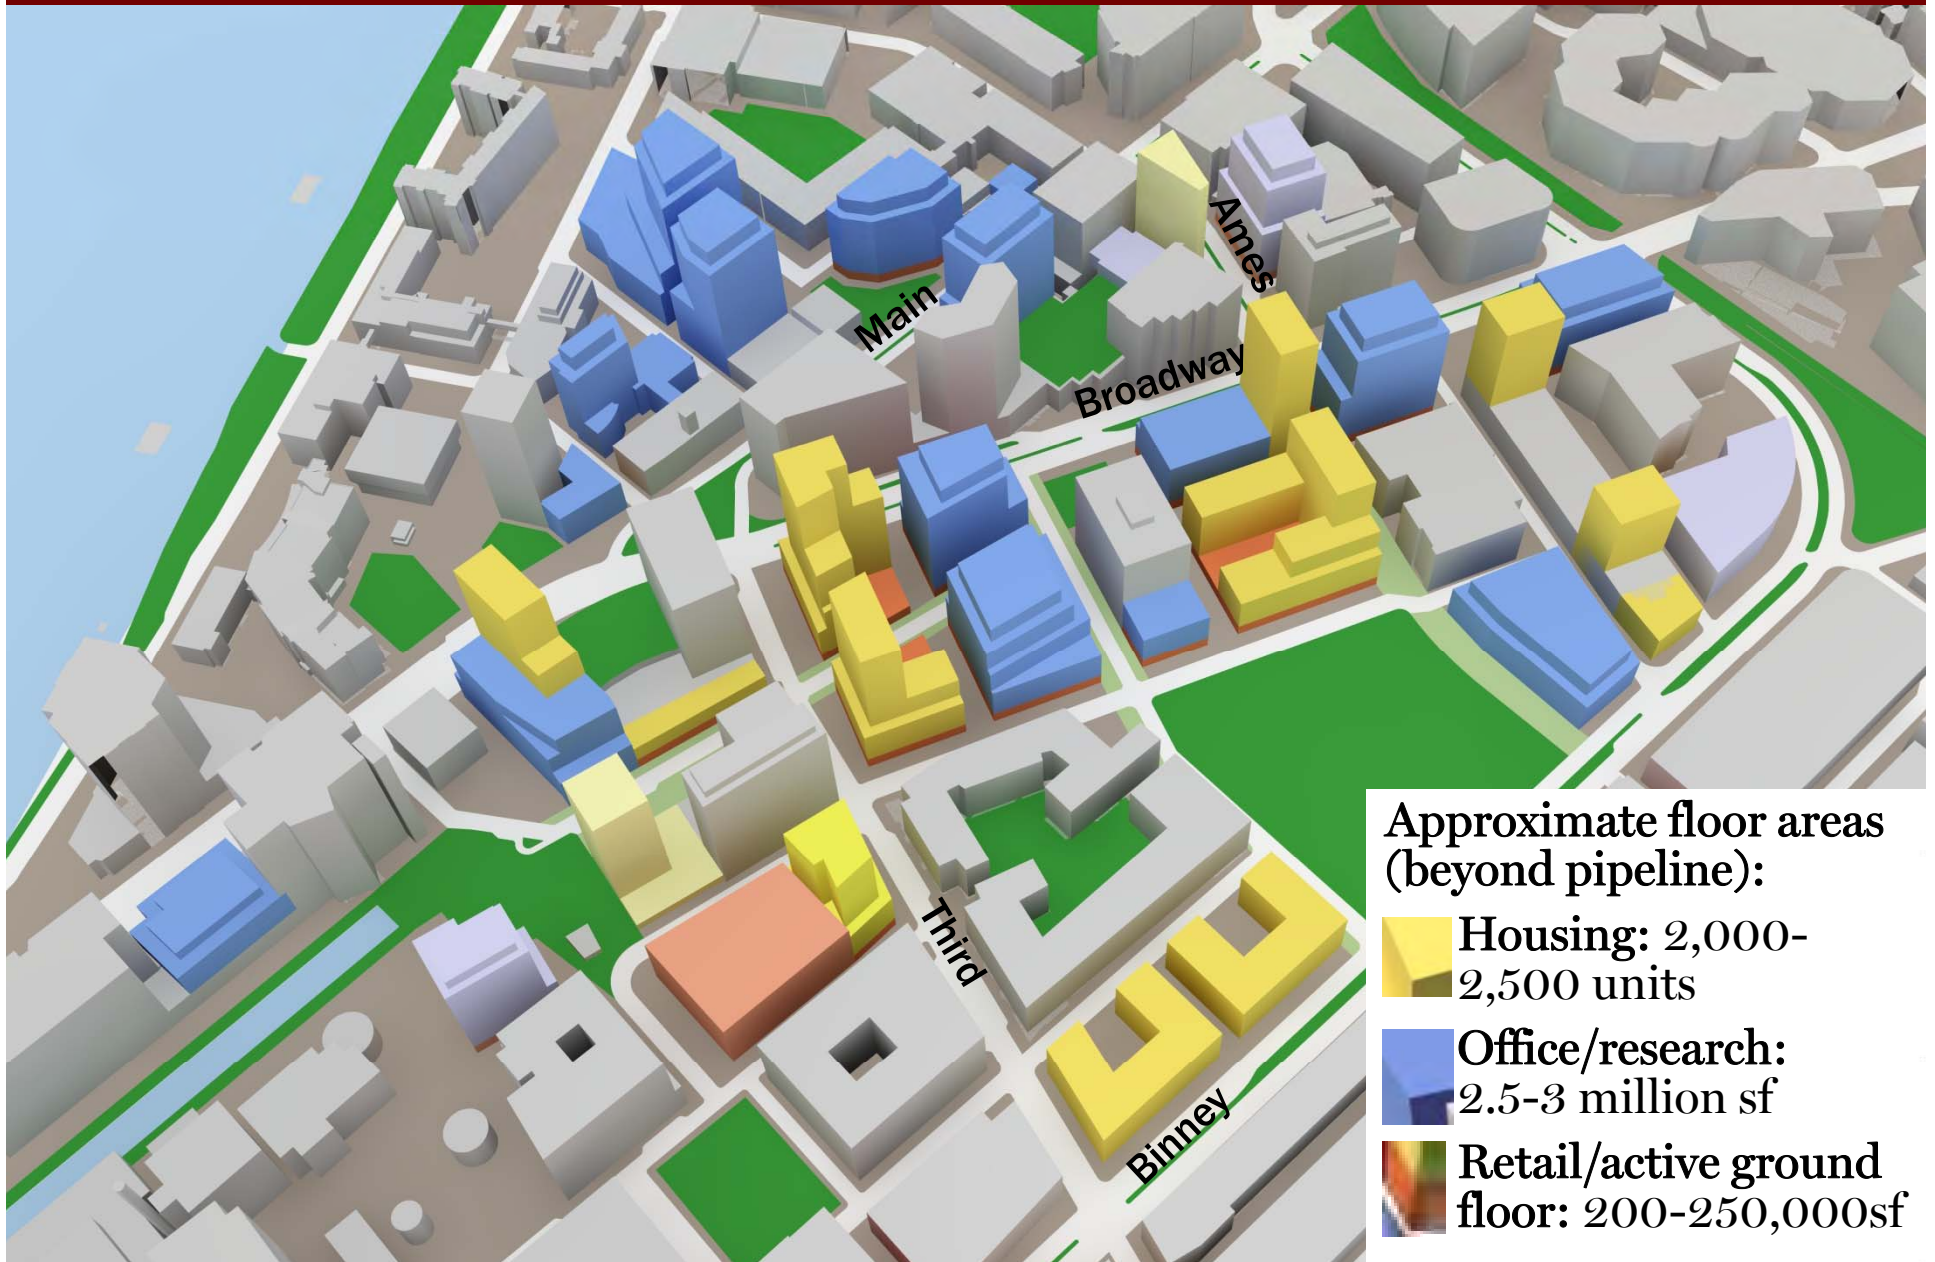 Ames
Main
Broadway
Third
Binney
Approximate floor areas
(beyond pipeline):
Housing: 2,000-
2,500 units
Office/research:
2.5-3 million sf
Retail/active ground
floor: 200-250,000sf